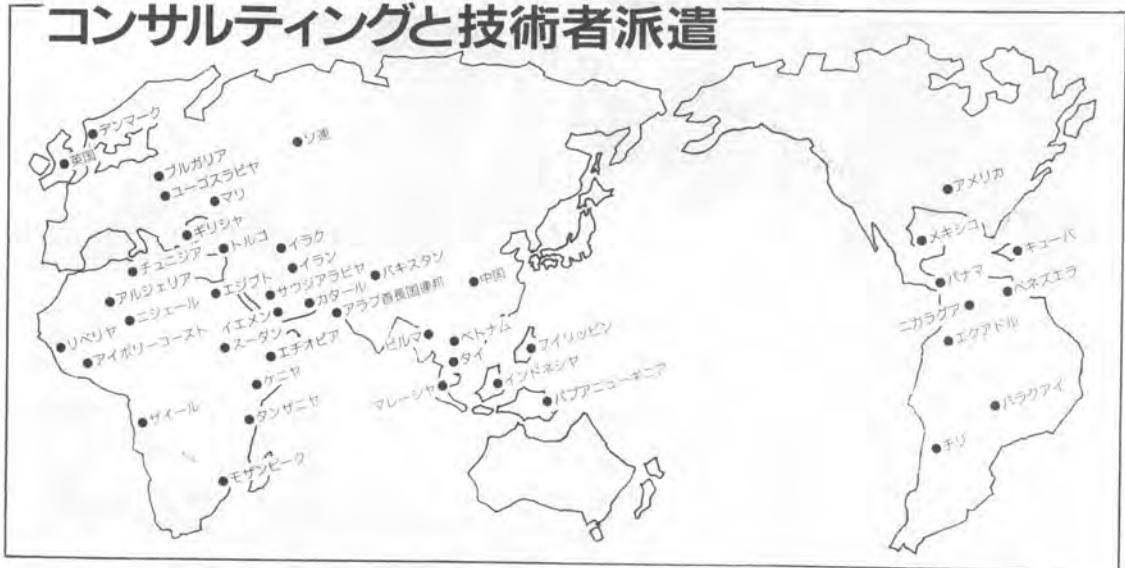 コンサルティングと技術者派遣
デンマーク
英国
ソ連
ブルガリア
ユーゴスラビヤ
マリ
ギリシャ
チュニジア
トルコ
イラク
イラン
アルジェリア
エジプト
サウジアラビヤ
パキスタン
中国
ニジェール
カタール
イエメン
アラブ酋長国連邦
リベリヤ
アイボリーコースト
スーダン
エチオピア
ビルマ
ベトナム
タイ
フイリッピン
ケニヤ
マレーシヤ
インドネシヤ
パプアニューギニア
ザイール
タンザニヤ
モザンビーク
アメリカ
メキシコ
キューバ
パナマ
ベネズエラ
ニカラグア
エクアドル
パラグアイ
チリ